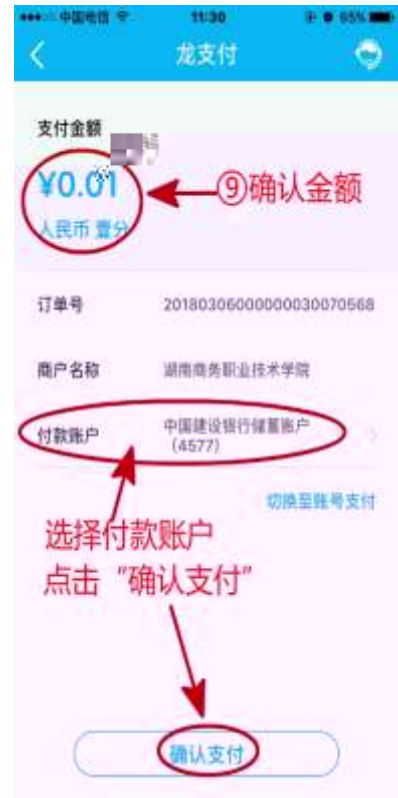 中国电信 11:30 95%
龙支付
支付金额
¥0.01
⑨确认金额
人民币 壹分
订单号 20180306000000030070568
商户名称 湖南商务职业技术学院
付款账户 中国建设银行储蓄账户
(4577)
切换至账号支付
选择付款账户
点击“确认支付”
确认支付